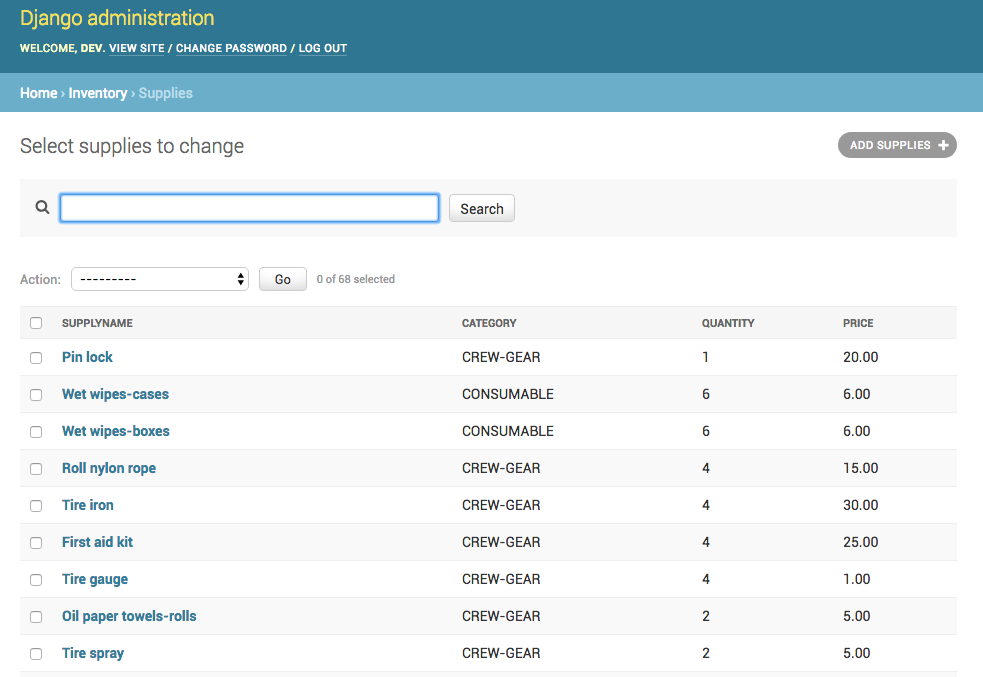 Django administration
WELCOME, DEV. VIEW SITE / CHANGE PASSWORD / LOG OUT
Home › Inventory › Supplies
Select supplies to change
ADD SUPPLIES +
Search
Action: --------- Go 0 of 68 selected
SUPPLYNAME CATEGORY QUANTITY PRICE
Pin lock CREW-GEAR 1 20.00
Wet wipes-cases CONSUMABLE 6 6.00
Wet wipes-boxes CONSUMABLE 6 6.00
Roll nylon rope CREW-GEAR 4 15.00
Tire iron CREW-GEAR 4 30.00
First aid kit CREW-GEAR 4 25.00
Tire gauge CREW-GEAR 4 1.00
Oil paper towels-rolls CREW-GEAR 2 5.00
Tire spray CREW-GEAR 2 5.00